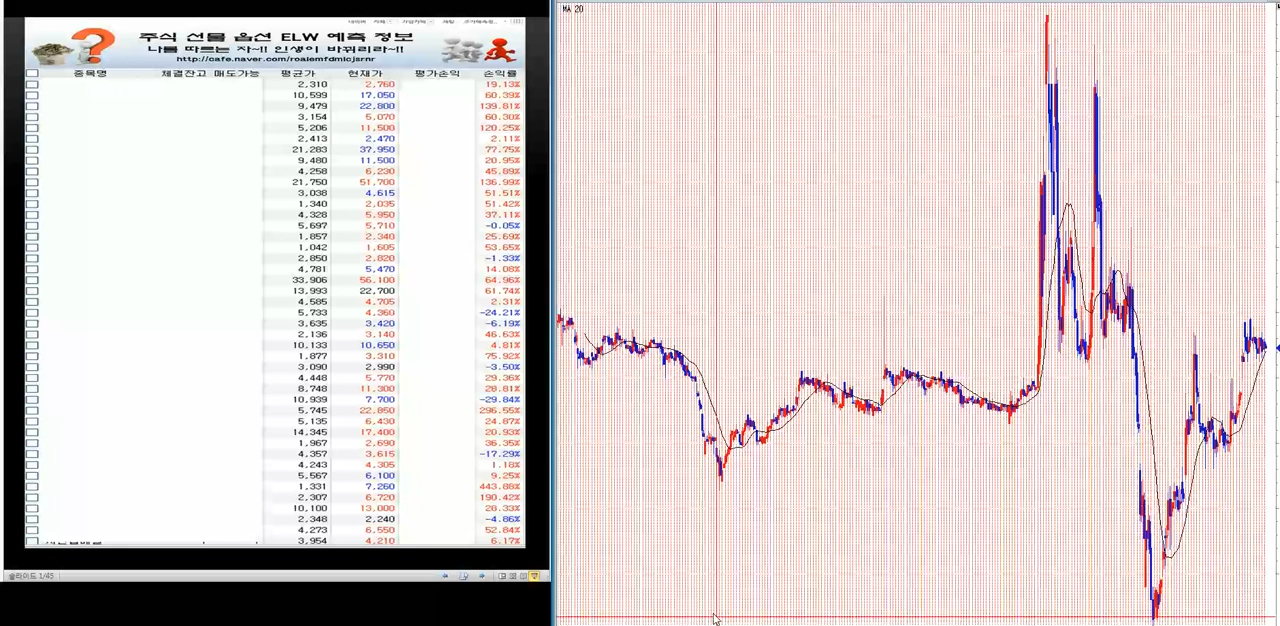 MA 20
주식 선물 옵션 ELW 예측 정보
나를 따르는 자~!! 인생이 바뀌리라~!!
종목명 체결잔고 매도가능 평균가 현재가 평가손익 손익률
2,310 2,760 19.13%
10,599 17,050 60.39%
9,479 22,800 139.81%
3,154 5,070 60.30%
5,206 11,500 120.25%
2,413 2,470 2.11%
21,283 37,950 77.75%
9,480 11,500 20.95%
4,258 6,230 45.89%
21,750 51,700 136.99%
3,038 4,615 51.51%
1,340 2,035 51.42%
4,328 5,950 37.11%
5,697 5,710 -0.05%
1,857 2,340 25.69%
1,042 1,605 53.65%
2,850 2,820 -1.33%
4,781 5,470 14.08%
33,906 56,100 64.96%
13,993 22,700 61.74%
4,585 4,705 2.31%
5,733 4,360 -24.21%
3,635 3,420 -6.19%
2,136 3,140 46.63%
10,133 10,650 4.81%
1,877 3,310 75.92%
3,090 2,990 -3.50%
4,448 5,770 29.36%
8,748 11,300 28.81%
10,939 7,700 -29.84%
5,745 22,850 296.55%
5,135 6,430 24.87%
14,345 17,400 20.93%
1,967 2,690 36.35%
4,357 3,615 -17.29%
4,243 4,305 1.18%
5,567 6,100 9.25%
1,331 7,260 443.88%
2,307 6,720 190.42%
10,100 13,000 28.33%
2,348 2,240 -4.86%
4,273 6,550 52.84%
3,954 4,210 6.17%
슬라이드 1/45